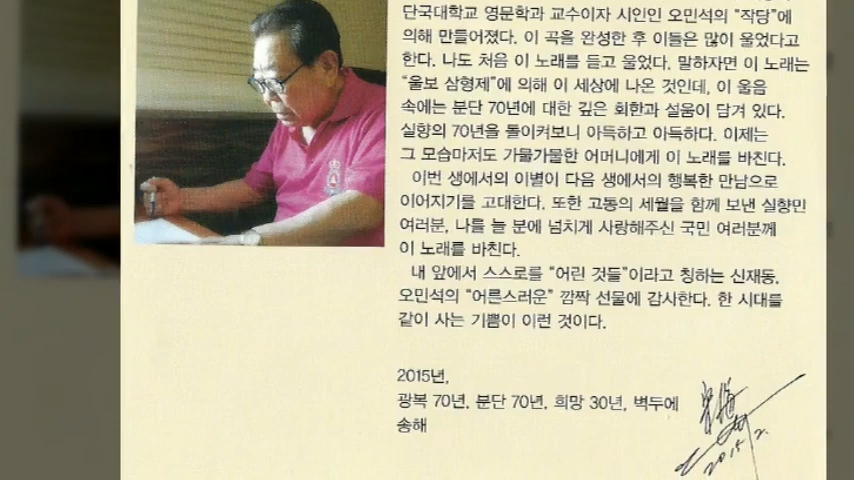 단국대학교 영문학과 교수이자 시인인 오민석의 “작당”에
의해 만들어졌다. 이 곡을 완성한 후 이들은 많이 울었다고
한다. 나도 처음 이 노래를 듣고 울었다. 말하자면 이 노래는
“울보 삼형제”에 의해 이 세상에 나온 것인데, 이 울음
속에는 분단 70년에 대한 깊은 회한과 설움이 담겨 있다.
실향의 70년을 돌이켜보니 아득하고 아득하다. 이제는
그 모습마저도 가물가물한 어머니에게 이 노래를 바친다.
이번 생에서의 이별이 다음 생에서의 행복한 만남으로
이어지기를 고대한다. 또한 고통의 세월을 함께 보낸 실향민
여러분, 나를 늘 분에 넘치게 사랑해주신 국민 여러분께
이 노래를 바친다.
내 앞에서 스스로를 “어린 것들”이라고 칭하는 신재동,
오민석의 “어른스러운” 깜짝 선물에 감사한다. 한 시대를
같이 사는 기쁨이 이런 것이다.
2015년,
광복 70년, 분단 70년, 희망 30년, 벽두에
송해
2015 2.